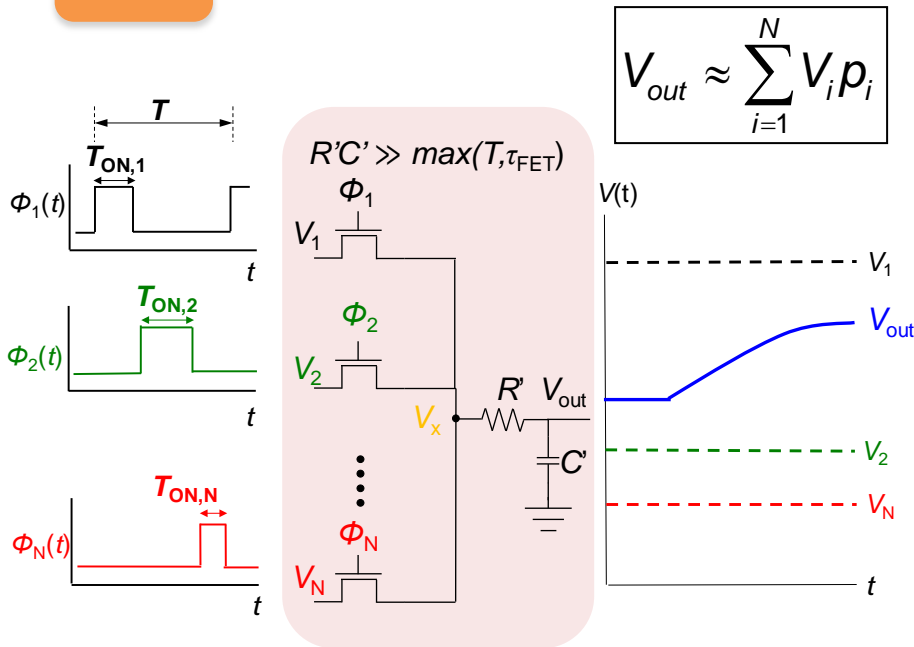 V_out ≈ ∑_{i=1}^{N} V_i p_i
T
T_ON,1
Φ_1(t)
t
T_ON,2
Φ_2(t)
t
T_ON,N
Φ_N(t)
t
R'C' ≫ max(T,τ_FET)
Φ_1
V_1
Φ_2
V_2
R'
V_out
V_x
C'
Φ_N
V_N
V(t)
V_1
V_out
V_2
V_N
t